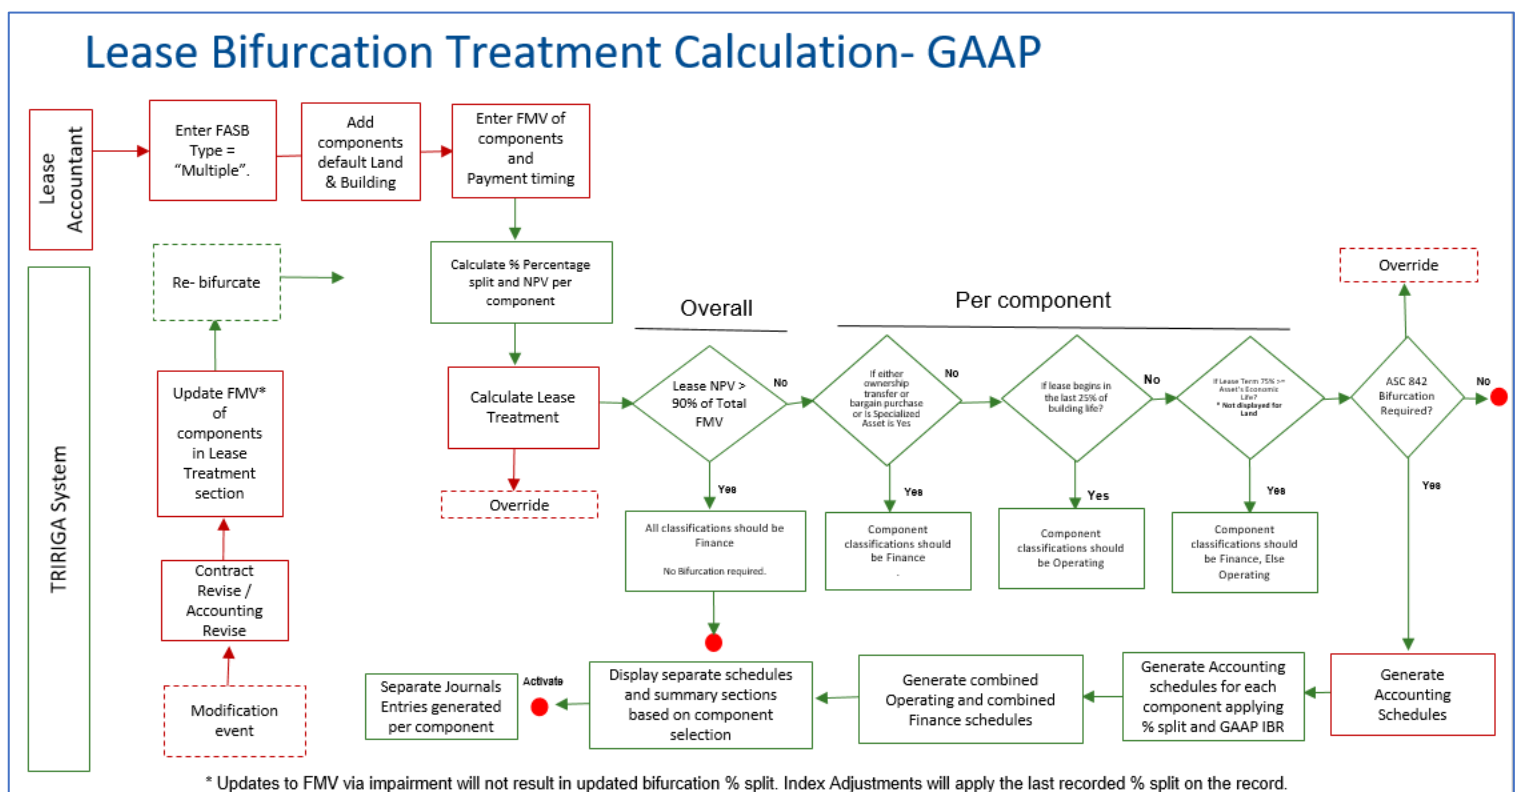 Lease Bifurcation Treatment Calculation- GAAP
Lease
Accountant
Enter FASB
Type =
“Multiple”.
Add
components
default Land
& Building
Enter FMV of
components
and
Payment timing
Re- bifurcate
Calculate % Percentage
split and NPV per
component
Overall
Per component
Override
TRIRIGA System
Update FMV*
of
components
in Lease
Treatment
section
Calculate Lease
Treatment
Lease NPV >
90% of Total
FMV
No
If either
ownership
transfer or
bargain purchase
or is Specialized
Asset is Yes
No
If lease begins in
the last 25% of
building life?
No
If Lease Term 75% >=
Asset's Economic
Life?
* Not displayed for
Land
ASC 842
Bifurcation
Required?
No
Override
Yes
Yes
Yes
Yes
Yes
All classifications should be
Finance
No Bifurcation required.
Component
classifications should
be Finance
.
Component
classifications should
be Operating
Component
classifications should
be Finance, Else
Operating
Contract
Revise /
Accounting
Revise
Modification
event
Separate Journals
Entries generated
per component
Activate
Display separate schedules
and summary sections
based on component
selection
Generate combined
Operating and combined
Finance schedules
Generate Accounting
schedules for each
component applying
% split and GAAP IBR
Generate
Accounting
Schedules
* Updates to FMV via impairment will not result in updated bifurcation % split. Index Adjustments will apply the last recorded % split on the record.